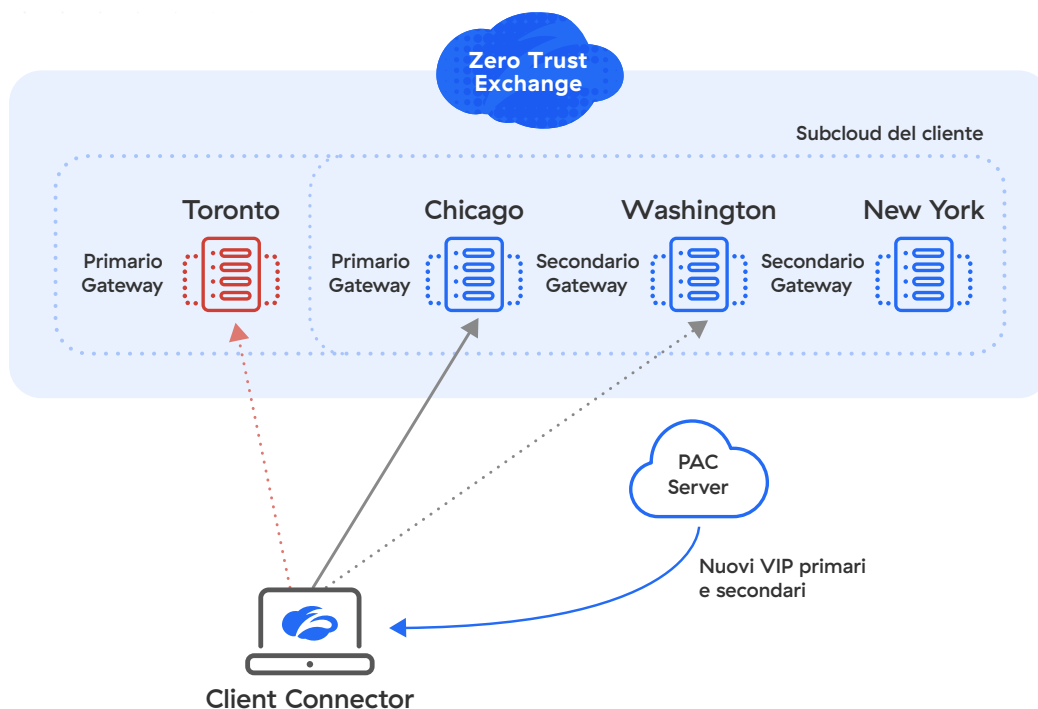 Zero Trust
Exchange
Subcloud del cliente
Toronto
Chicago
Washington
New York
Primario
Gateway
Primario
Gateway
Secondario
Gateway
Secondario
Gateway
PAC
Server
Nuovi VIP primari
e secondari
Client Connector